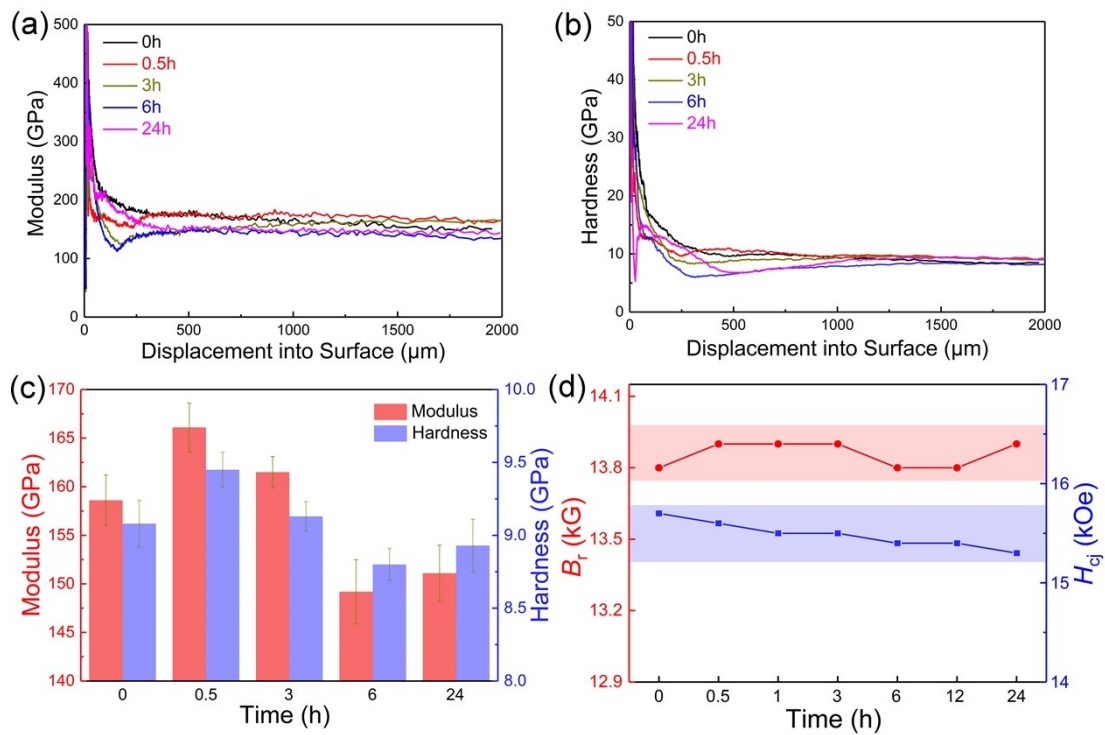 (a)
500
400
300
200
100
0
Modulus (GPa)
0h
0.5h
3h
6h
24h
0
500
1000
1500
2000
Displacement into Surface (μm)
(b)
50
40
30
20
10
0
Hardness (GPa)
0h
0.5h
3h
6h
24h
0
500
1000
1500
2000
Displacement into Surface (μm)
(c)
170
165
160
155
150
145
140
Modulus (GPa)
Modulus
Hardness
10.0
9.5
9.0
8.5
8.0
Hardness (GPa)
0
0.5
3
6
24
Time (h)
(d)
14.1
13.8
13.5
13.2
12.9
Br (kG)
17
16
15
14
Hcj (kOe)
0
0.5
1
3
6
12
24
Time (h)